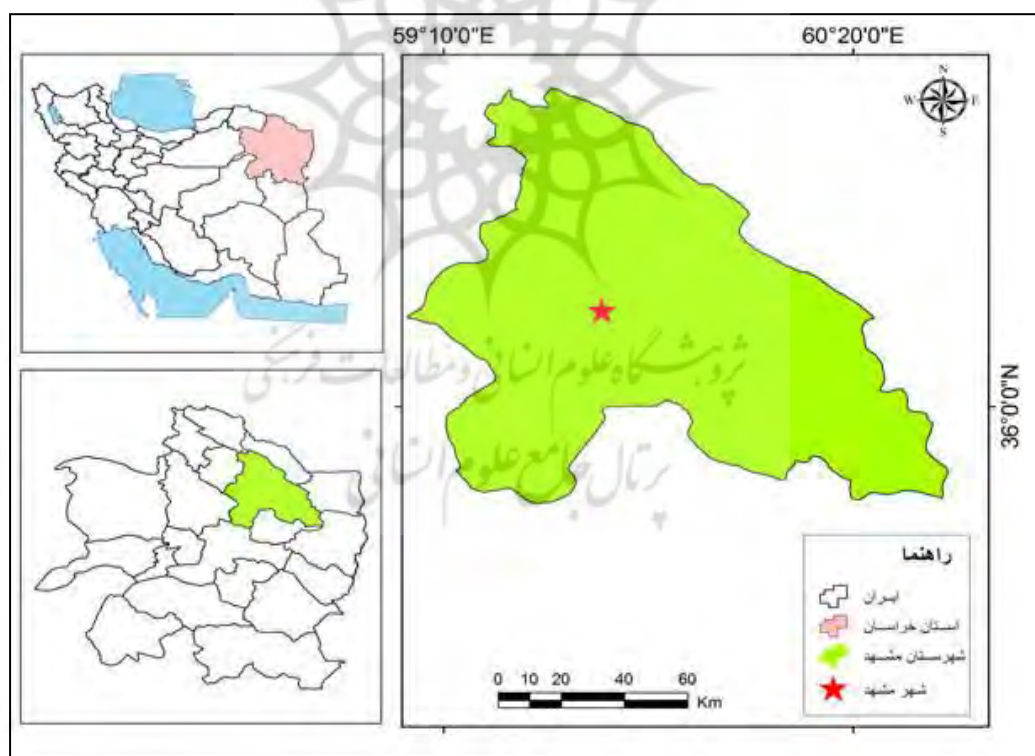 59°10'0"E
60°20'0"E
N
W E
S
36°0'0"N
پژوهشگاه علوم انسانی و مطالعات فرهنگی
پرتال جامع علوم انسانی
راهنما
ایران
استان خراسان
شهرستان مشهد
شهر مشهد
0 10 20 40 60
Km